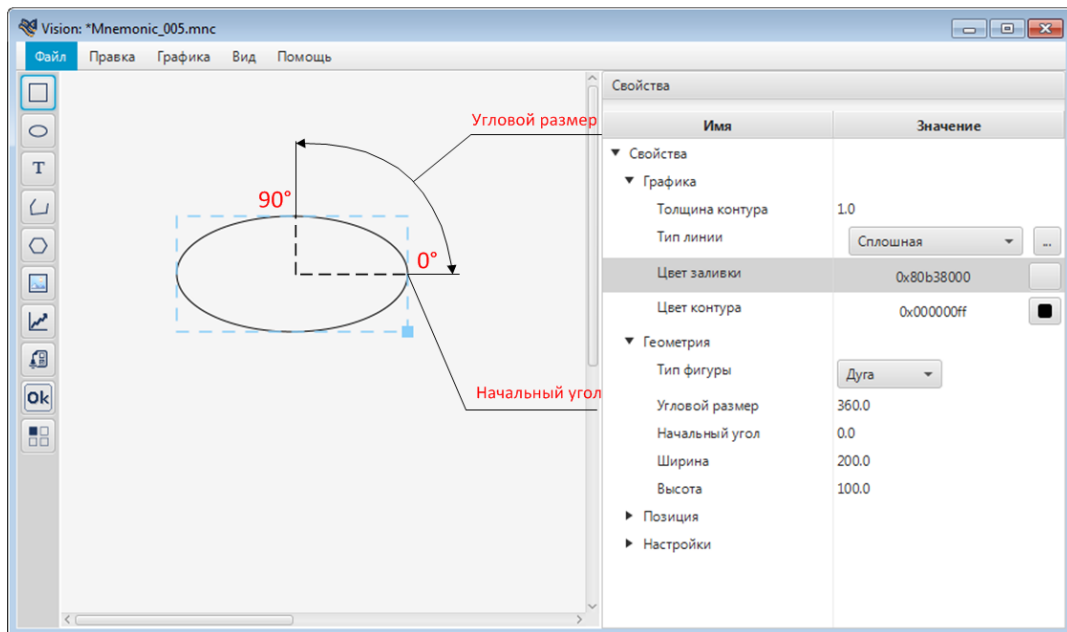 Vision: *Mnemonic_005.mnc
Файл Правка Графика Вид Помощь
T
Ok
Угловой размер
90°
0°
Начальный угол
Свойства
Имя Значение
Свойства
Графика
Толщина контура 1.0
Тип линии Сплошная ...
Цвет заливки 0x80b38000
Цвет контура 0x000000ff
Геометрия
Тип фигуры Дуга
Угловой размер 360.0
Начальный угол 0.0
Ширина 200.0
Высота 100.0
Позиция
Настройки